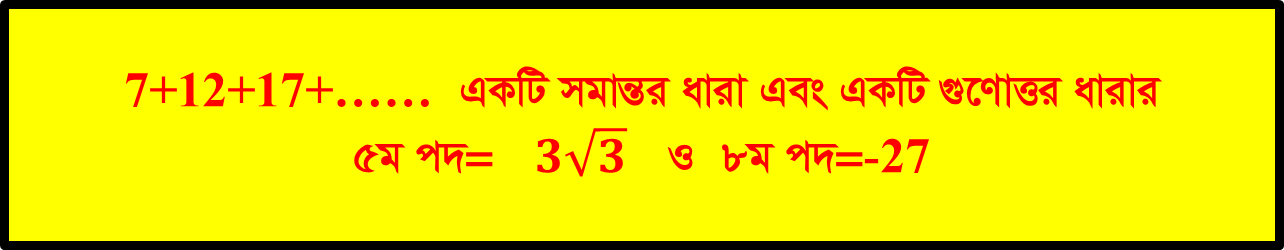 7+12+17+...... একটি সমান্তর ধারা এবং একটি গুণোত্তর ধারার
৫ম পদ= 3√3 ও ৮ম পদ=-27